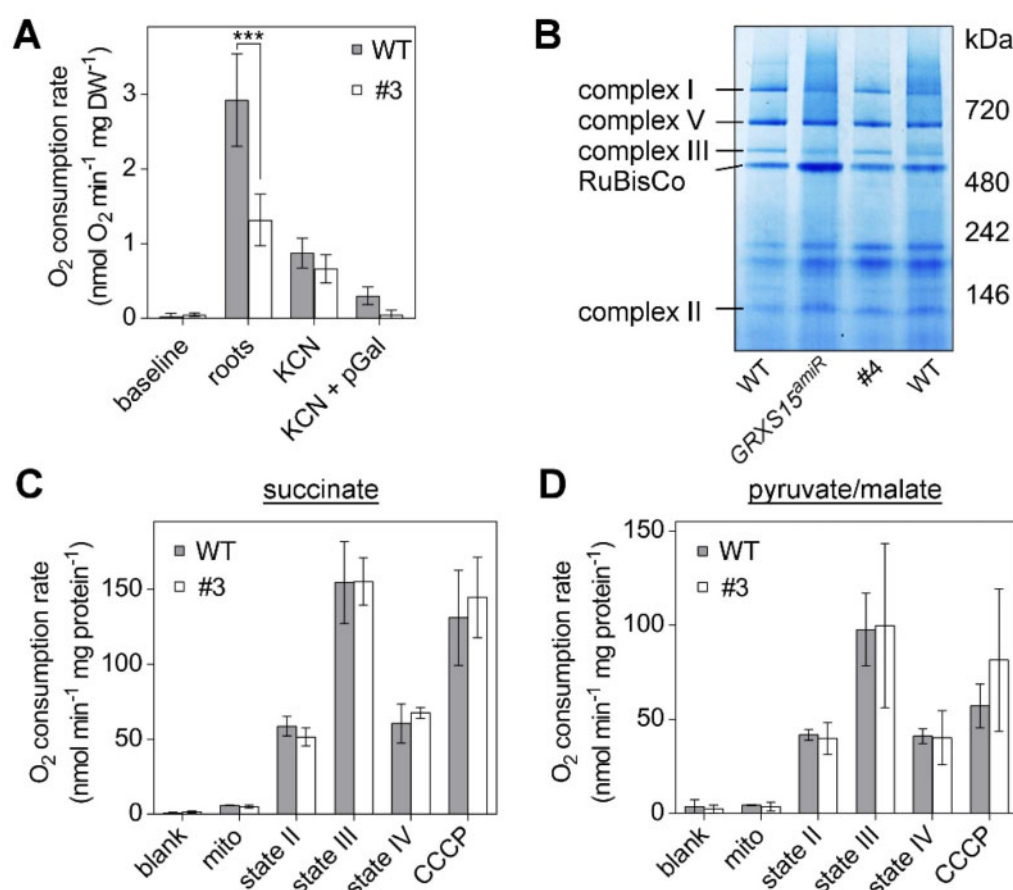 A
O₂ consumption rate
(nmol O₂ min⁻¹ mg DW⁻¹)
3
2
1
0
***
WT
#3
baseline
roots
KCN
KCN + pGal
B
kDa
complex I
complex V
complex III
RuBisCo
complex II
720
480
242
146
WT
GRXS15ᵃᵐⁱᴿ
#4
WT
C
succinate
O₂ consumption rate
(nmol min⁻¹ mg protein⁻¹)
150
100
50
0
WT
#3
blank
mito
state II
state III
state IV
CCCP
D
pyruvate/malate
O₂ consumption rate
(nmol min⁻¹ mg protein⁻¹)
150
100
50
0
WT
#3
blank
mito
state II
state III
state IV
CCCP